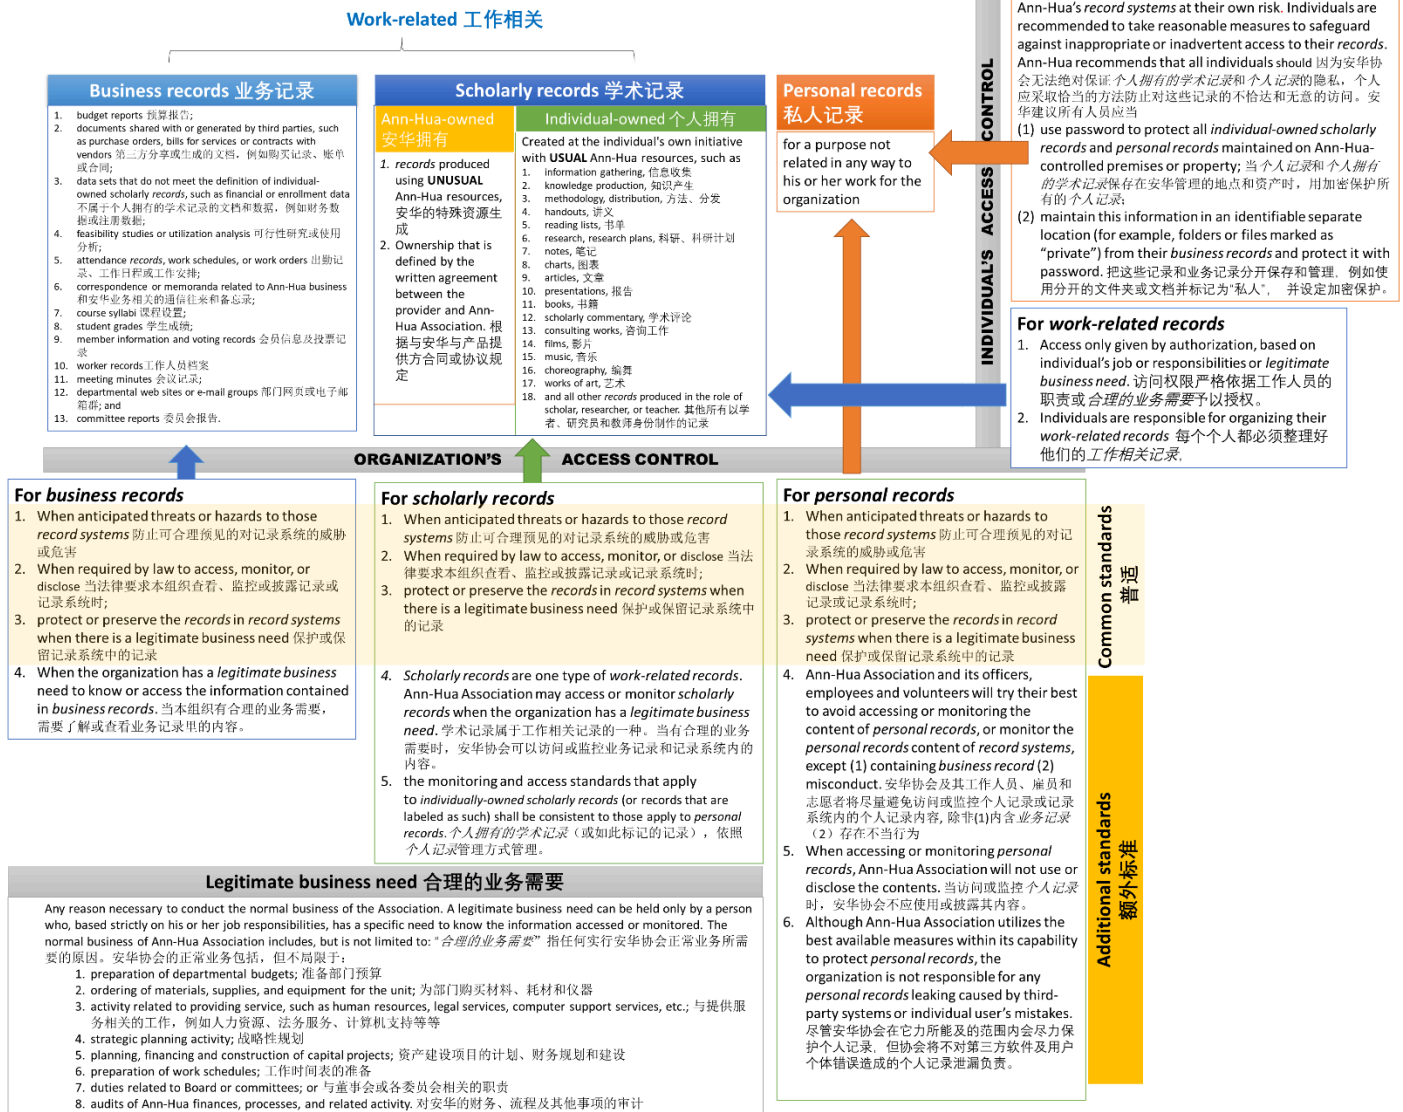 Work-related 工作相关
Business records 业务记录
1. budget reports 预算报告;
2. documents shared with or generated by third parties, such
as purchase orders, bills for services or contracts with
vendors 第三方分享或生成的文档，例如购买记录、账单
或合同;
3. data sets that do not meet the definition of individual-
owned scholarly records, such as financial or enrollment data
不属于个人拥有的学术记录的文档和数据，例如财务数
据或注册数据;
4. feasibility studies or utilization analysis 可行性研究或使用
分析;
5. attendance records, work schedules, or work orders 出勤记
录、工作日程或工作安排;
6. correspondence or memoranda related to Ann-Hua business
和安华业务相关的通信往来和备忘录;
7. course syllabi 课程设置;
8. student grades 学生成绩;
9. member information and voting records 会员信息及投票记
录
10. worker records工作人员档案
11. meeting minutes 会议记录;
12. departmental web sites or e-mail groups 部门网页或电子邮
箱群; and
13. committee reports 委员会报告.
Scholarly records 学术记录
Ann-Hua-owned
安华拥有
1. records produced
using UNUSUAL
Ann-Hua resources,
安华的特殊资源生
成
2. Ownership that is
defined by the
written agreement
between the
provider and Ann-
Hua Association. 根
据与安华与产品提
供方合同或协议规
定
Individual-owned 个人拥有
Created at the individual's own initiative
with USUAL Ann-Hua resources, such as
1. information gathering, 信息收集
2. knowledge production, 知识产生
3. methodology, distribution, 方法、分发
4. handouts, 讲义
5. reading lists, 书单
6. research, research plans, 科研、科研计划
7. notes, 笔记
8. charts, 图表
9. articles, 文章
10. presentations, 报告
11. books, 书籍
12. scholarly commentary, 学术评论
13. consulting works, 咨询工作
14. films, 影片
15. music, 音乐
16. choreography, 编舞
17. works of art, 艺术
18. and all other records produced in the role of
scholar, researcher, or teacher. 其他所有以学
者、研究员和教师身份制作的记录
Personal records
私人记录
for a purpose not
related in any way to
his or her work for the
organization
INDIVIDUAL'S ACCESS CONTROL
Ann-Hua's record systems at their own risk. Individuals are
recommended to take reasonable measures to safeguard
against inappropriate or inadvertent access to their records.
Ann-Hua recommends that all individuals should 因为安华协
会无法绝对保证个人拥有的学术记录和个人记录的隐私，个人
应采取恰当的方法防止对这些记录的不恰达和无意的访问。安
华建议所有人员应当
(1) use password to protect all individual-owned scholarly
records and personal records maintained on Ann-Hua-
controlled premises or property; 当个人记录和个人拥有
的学术记录保存在安华管理的地点和资产时，用加密保护所
有的个人记录;
(2) maintain this information in an identifiable separate
location (for example, folders or files marked as
“private”) from their business records and protect it with
password. 把这些记录和业务记录分开保存和管理，例如使
用分开的文件夹或文档并标记为“私人”， 并设定加密保护。
For work-related records
1. Access only given by authorization, based on
individual's job or responsibilities or legitimate
business need. 访问权限严格依据工作人员的
职责或合理的业务需要予以授权。
2. Individuals are responsible for organizing their
work-related records 每个个人都必须整理好
他们的工作相关记录.
ORGANIZATION'S ACCESS CONTROL
For business records
1. When anticipated threats or hazards to those
record systems 防止可合理预见的对记录系统的威胁
或危害
2. When required by law to access, monitor, or
disclose 当法律要求本组织查看、监控或披露记录或
记录系统时;
3. protect or preserve the records in record systems
when there is a legitimate business need 保护或保
留记录系统中的记录
4. When the organization has a legitimate business
need to know or access the information contained
in business records. 当本组织有合理的业务需要，
需要了解或查看业务记录里的内容。
For scholarly records
1. When anticipated threats or hazards to those record
systems 防止可合理预见的对记录系统的威胁或危害
2. When required by law to access, monitor, or disclose 当法
律要求本组织查看、监控或披露记录或记录系统时;
3. protect or preserve the records in record systems when
there is a legitimate business need 保护或保留记录系统中
的记录
4. Scholarly records are one type of work-related records.
Ann-Hua Association may access or monitor scholarly
records when the organization has a legitimate business
need. 学术记录属于工作相关记录的一种。当有合理的业务
需要时，安华协会可以访问或监控业务记录和记录系统内的
内容。
5. the monitoring and access standards that apply
to individually-owned scholarly records (or records that are
labeled as such) shall be consistent to those apply to personal
records.个人拥有的学术记录（或如此标记的记录），依照
个人记录管理方式管理。
For personal records
1. When anticipated threats or hazards to
those record systems 防止可合理预见的对记
录系统的威胁或危害
2. When required by law to access, monitor, or
disclose 当法律要求本组织查看、监控或披露
记录或记录系统时;
3. protect or preserve the records in record
systems when there is a legitimate business
need 保护或保留记录系统中的记录
4. Ann-Hua Association and its officers,
employees and volunteers will try their best
to avoid accessing or monitoring the
content of personal records, or monitor the
personal records content of record systems,
except (1) containing business record (2)
misconduct. 安华协会及其工作人员、雇员和
志愿者将尽量避免访问或监控个人记录或记录
系统内的个人记录内容, 除非(1)内含业务记录
（2）存在不当行为
5. When accessing or monitoring personal
records, Ann-Hua Association will not use or
disclose the contents. 当访问或监控个人记录
时，安华协会不应使用或披露其内容。
6. Although Ann-Hua Association utilizes the
best available measures within its capability
to protect personal records, the
organization is not responsible for any
personal records leaking caused by third-
party systems or individual user's mistakes.
尽管安华协会在它力所能及的范围内会尽力保
护个人记录，但协会将不对第三方软件及用户
个体错误造成的个人记录泄漏负责。
Common standards
普适
Additional standards
额外标准
Legitimate business need 合理的业务需要
Any reason necessary to conduct the normal business of the Association. A legitimate business need can be held only by a person
who, based strictly on his or her job responsibilities, has a specific need to know the information accessed or monitored. The
normal business of Ann-Hua Association includes, but is not limited to: “合理的业务需要” 指任何实行安华协会正常业务所需
要的原因。安华协会的正常业务包括，但不局限于：
1. preparation of departmental budgets; 准备部门预算
2. ordering of materials, supplies, and equipment for the unit; 为部门购买材料、耗材和仪器
3. activity related to providing service, such as human resources, legal services, computer support services, etc.; 与提供服
务相关的工作，例如人力资源、法务服务、计算机支持等等
4. strategic planning activity; 战略性规划
5. planning, financing and construction of capital projects; 资产建设项目的计划、财务规划和建设
6. preparation of work schedules; 工作时间表的准备
7. duties related to Board or committees; or 与董事会或各委员会相关的职责
8. audits of Ann-Hua finances, processes, and related activity. 对安华的财务、流程及其他事项的审计